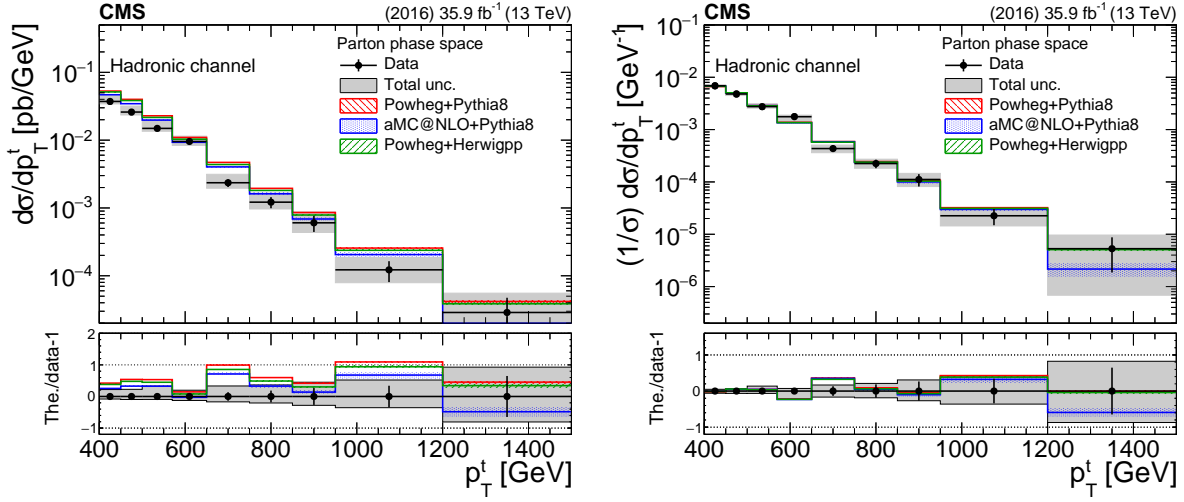 CMS (2016) 35.9 fb⁻¹ (13 TeV)
Parton phase space
Hadronic channel
Data
Total unc.
Powheg+Pythia8
aMC@NLO+Pythia8
Powheg+Herwigpp
dσ/dp_T^t [pb/GeV]
10⁻¹
10⁻²
10⁻³
10⁻⁴
The./data-1
2
1
0
−1
400 600 800 1000 1200 1400
p_T^t [GeV]
CMS (2016) 35.9 fb⁻¹ (13 TeV)
Parton phase space
Hadronic channel
Data
Total unc.
Powheg+Pythia8
aMC@NLO+Pythia8
Powheg+Herwigpp
(1/σ) dσ/dp_T^t [GeV⁻¹]
10⁻¹
10⁻²
10⁻³
10⁻⁴
10⁻⁵
10⁻⁶
The./data-1
1
0
−1
400 600 800 1000 1200 1400
p_T^t [GeV]